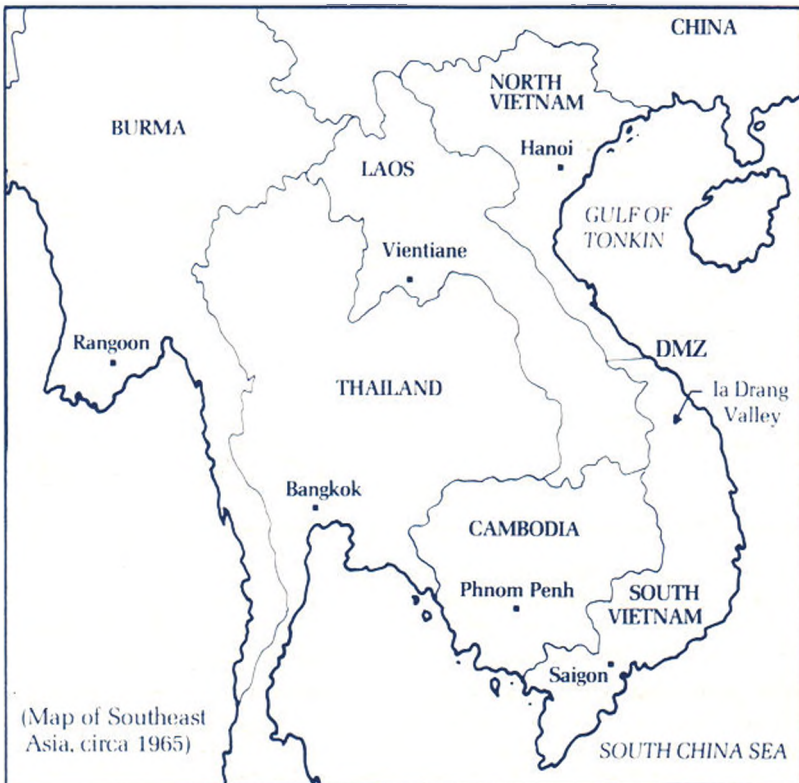 CHINA
NORTH
VIETNAM
BURMA
Hanoi
LAOS
GULF OF
TONKIN
Vientiane
Rangoon
DMZ
THAILAND
Ia Drang
Valley
Bangkok
CAMBODIA
Phnom Penh
SOUTH
VIETNAM
Saigon
(Map of Southeast
Asia, circa 1965)
SOUTH CHINA SEA